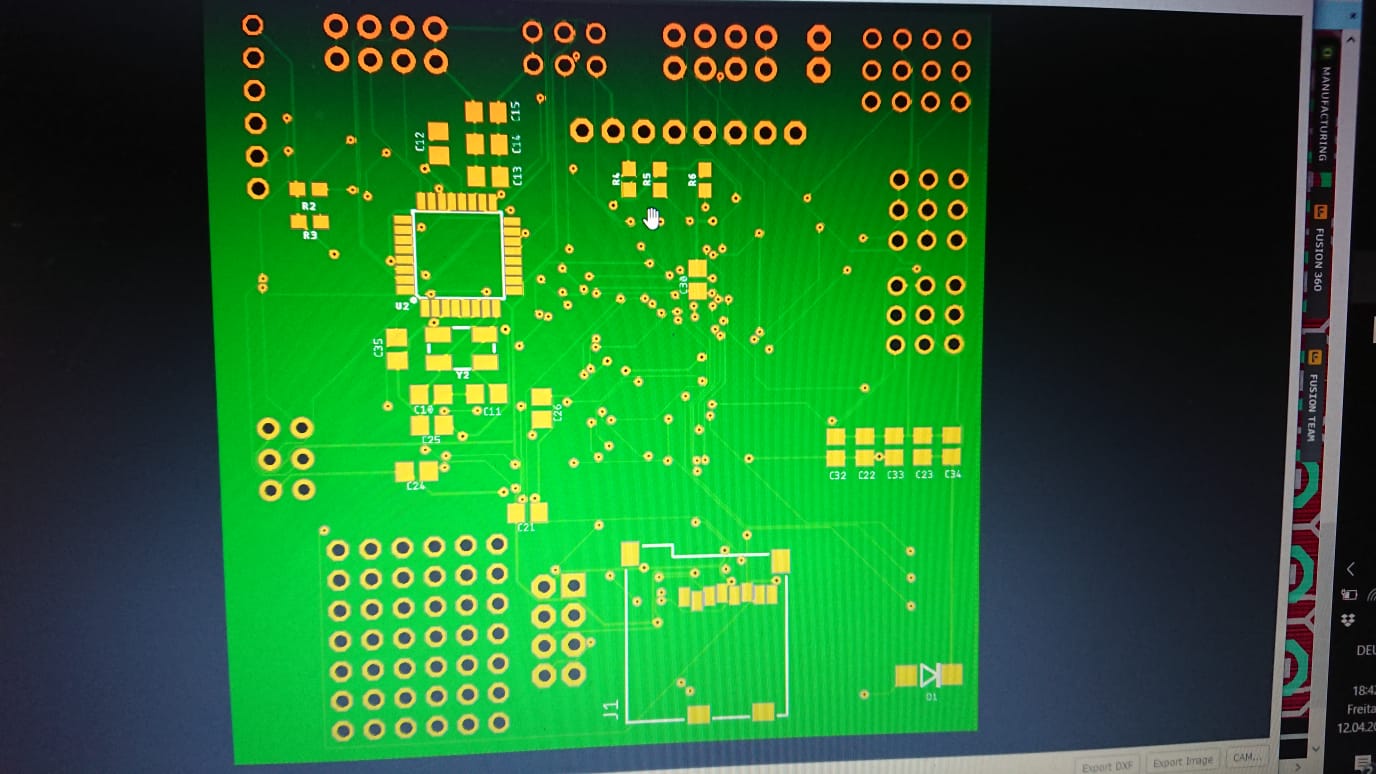 C15
C12
C14
C13
R4
R5
R6
R2
R3
U2
C30
C35
Y2
C10
C11
C26
C25
C24
C21
C32
C22
C33
C23
C34
J1
D1
MANUFACTURING
FUSION 360
FUSION TEAM
Export DXF
Export Image
CAM...
DEU
18:42
Freita
12.04.20